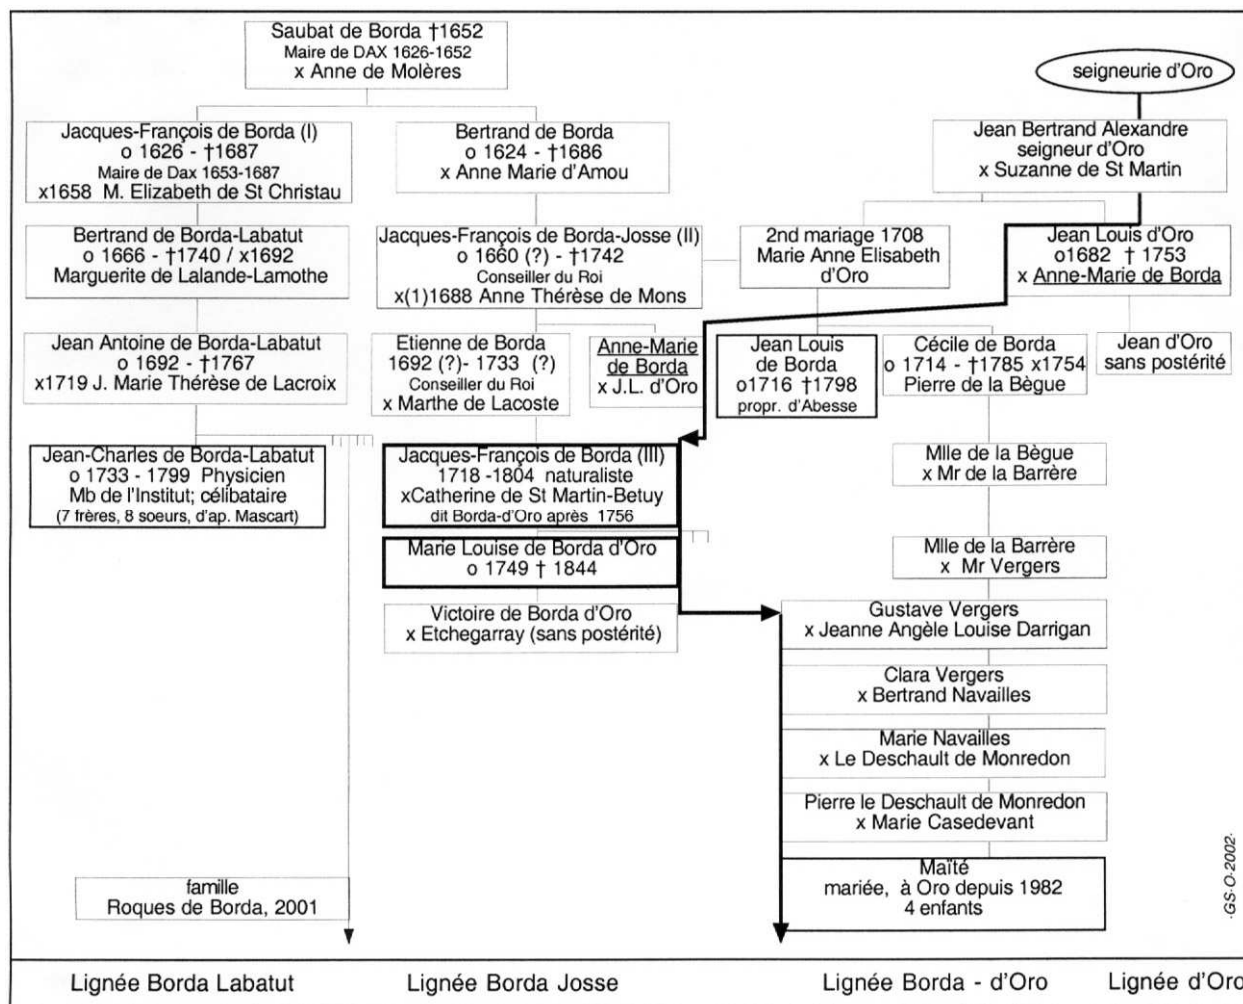 Saubat de Borda †1652
Maire de DAX 1626-1652
x Anne de Molères
seigneurie d'Oro
Jacques-François de Borda (I)
o 1626 - †1687
Maire de Dax 1653-1687
x1658 M. Elizabeth de St Christau
Bertrand de Borda
o 1624 - †1686
x Anne Marie d'Amou
Jean Bertrand Alexandre
seigneur d'Oro
x Suzanne de St Martin
Bertrand de Borda-Labatut
o 1666 - †1740 / x1692
Marguerite de Lalande-Lamothe
Jacques-François de Borda-Josse (II)
o 1660 (?) - †1742
Conseiller du Roi
x(1)1688 Anne Thérèse de Mons
2nd mariage 1708
Marie Anne Elisabeth
d'Oro
Jean Louis d'Oro
o1682 † 1753
x Anne-Marie de Borda
Jean Antoine de Borda-Labatut
o 1692 - †1767
x1719 J. Marie Thérèse de Lacroix
Etienne de Borda
1692 (?)- 1733 (?)
Conseiller du Roi
x Marthe de Lacoste
Anne-Marie
de Borda
x J.L. d'Oro
Jean Louis
de Borda
o1716 †1798
propr. d'Abesse
Cécile de Borda
o 1714 - †1785 x1754
Pierre de la Bègue
Jean d'Oro
sans postérité
Jean-Charles de Borda-Labatut
o 1733 - 1799 Physicien
Mb de l'Institut; célibataire
(7 frères, 8 soeurs, d'ap. Mascart)
Jacques-François de Borda (III)
1718 -1804 naturaliste
xCatherine de St Martin-Betuy
dit Borda-d'Oro après 1756
Mlle de la Bègue
x Mr de la Barrère
Marie Louise de Borda d'Oro
o 1749 † 1844
Mlle de la Barrère
x Mr Vergers
Victoire de Borda d'Oro
x Etchegarray (sans postérité)
Gustave Vergers
x Jeanne Angèle Louise Darrigan
Clara Vergers
x Bertrand Navailles
Marie Navailles
x Le Deschault de Monredon
Pierre le Deschault de Monredon
x Marie Casedevant
famille
Roques de Borda, 2001
Maïté
mariée, à Oro depuis 1982
4 enfants
·GS·O·2002·
Lignée Borda Labatut
Lignée Borda Josse
Lignée Borda - d'Oro
Lignée d'Oro